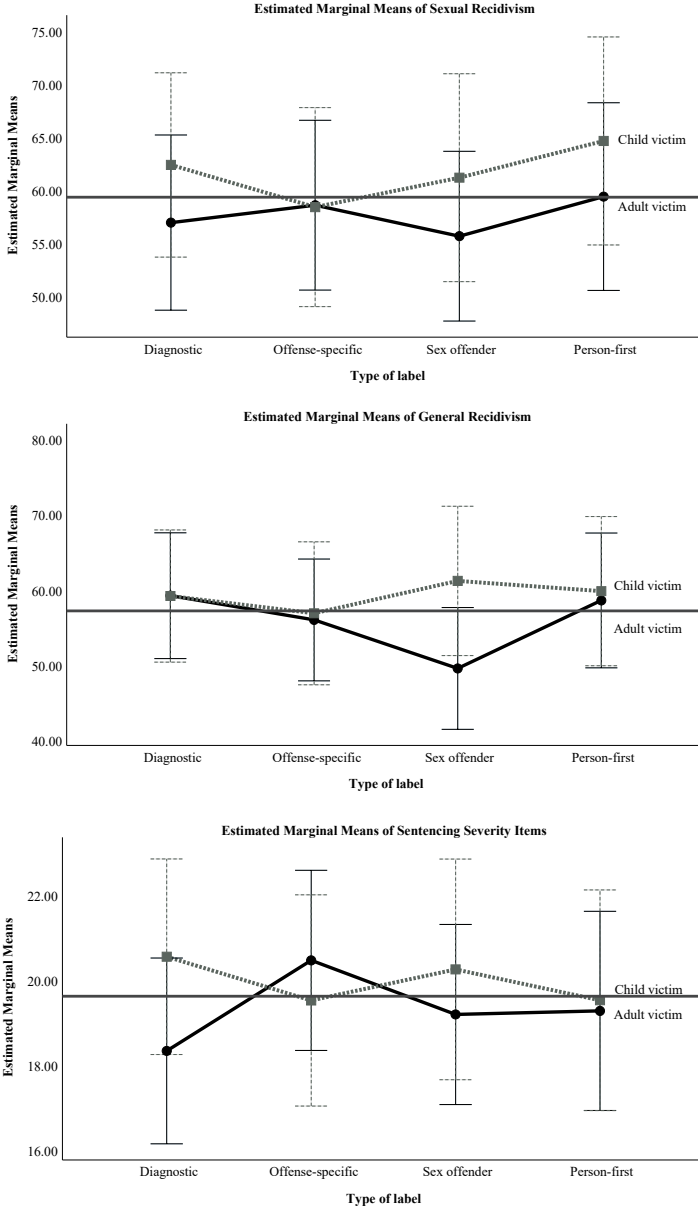 Estimated Marginal Means of Sexual Recidivism
75.00
70.00
65.00
60.00
55.00
50.00
Estimated Marginal Means
Child victim
Adult victim
Diagnostic
Offense-specific
Sex offender
Person-first
Type of label
Estimated Marginal Means of General Recidivism
80.00
70.00
60.00
50.00
40.00
Estimated Marginal Means
Child victim
Adult victim
Diagnostic
Offense-specific
Sex offender
Person-first
Type of label
Estimated Marginal Means of Sentencing Severity Items
22.00
20.00
18.00
16.00
Estimated Marginal Means
Child victim
Adult victim
Diagnostic
Offense-specific
Sex offender
Person-first
Type of label